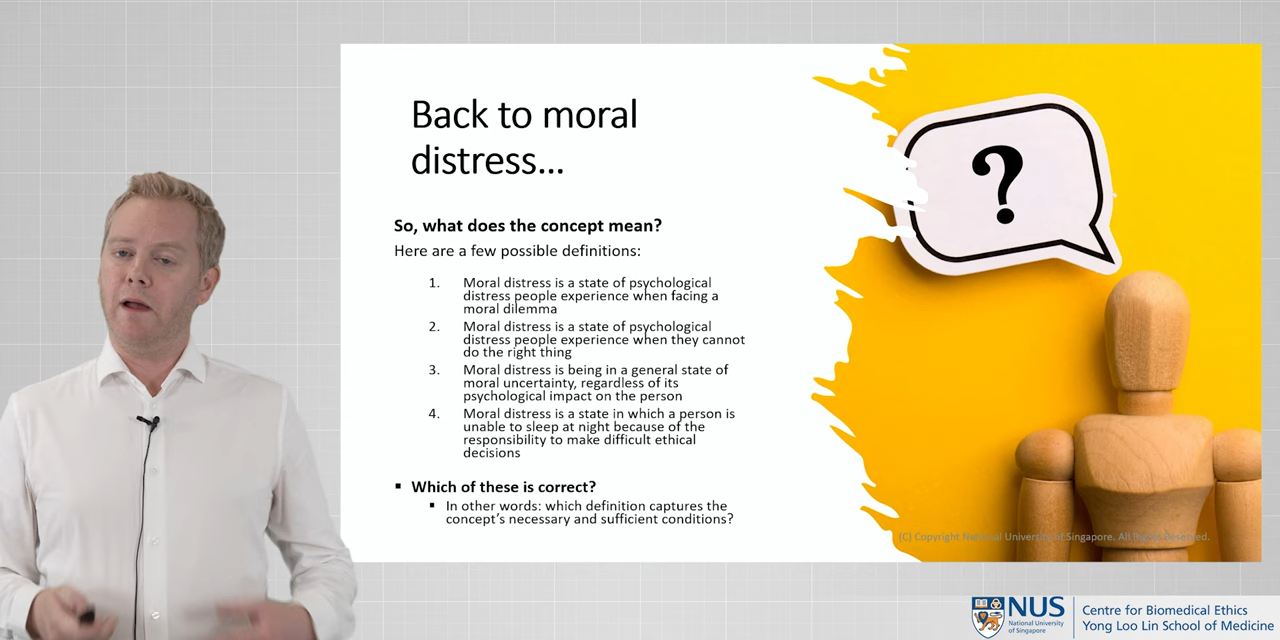 Back to moral
distress...
So, what does the concept mean?
Here are a few possible definitions:
1. Moral distress is a state of psychological
distress people experience when facing a
moral dilemma
2. Moral distress is a state of psychological
distress people experience when they cannot
do the right thing
3. Moral distress is being in a general state of
moral uncertainty, regardless of its
psychological impact on the person
4. Moral distress is a state in which a person is
unable to sleep at night because of the
responsibility to make difficult ethical
decisions
▪ Which of these is correct?
▪ In other words: which definition captures the
concept's necessary and sufficient conditions?
?
(C) Copyright National University of Singapore. All Rights Reserved.
NUS
National University
of Singapore
Centre for Biomedical Ethics
Yong Loo Lin School of Medicine